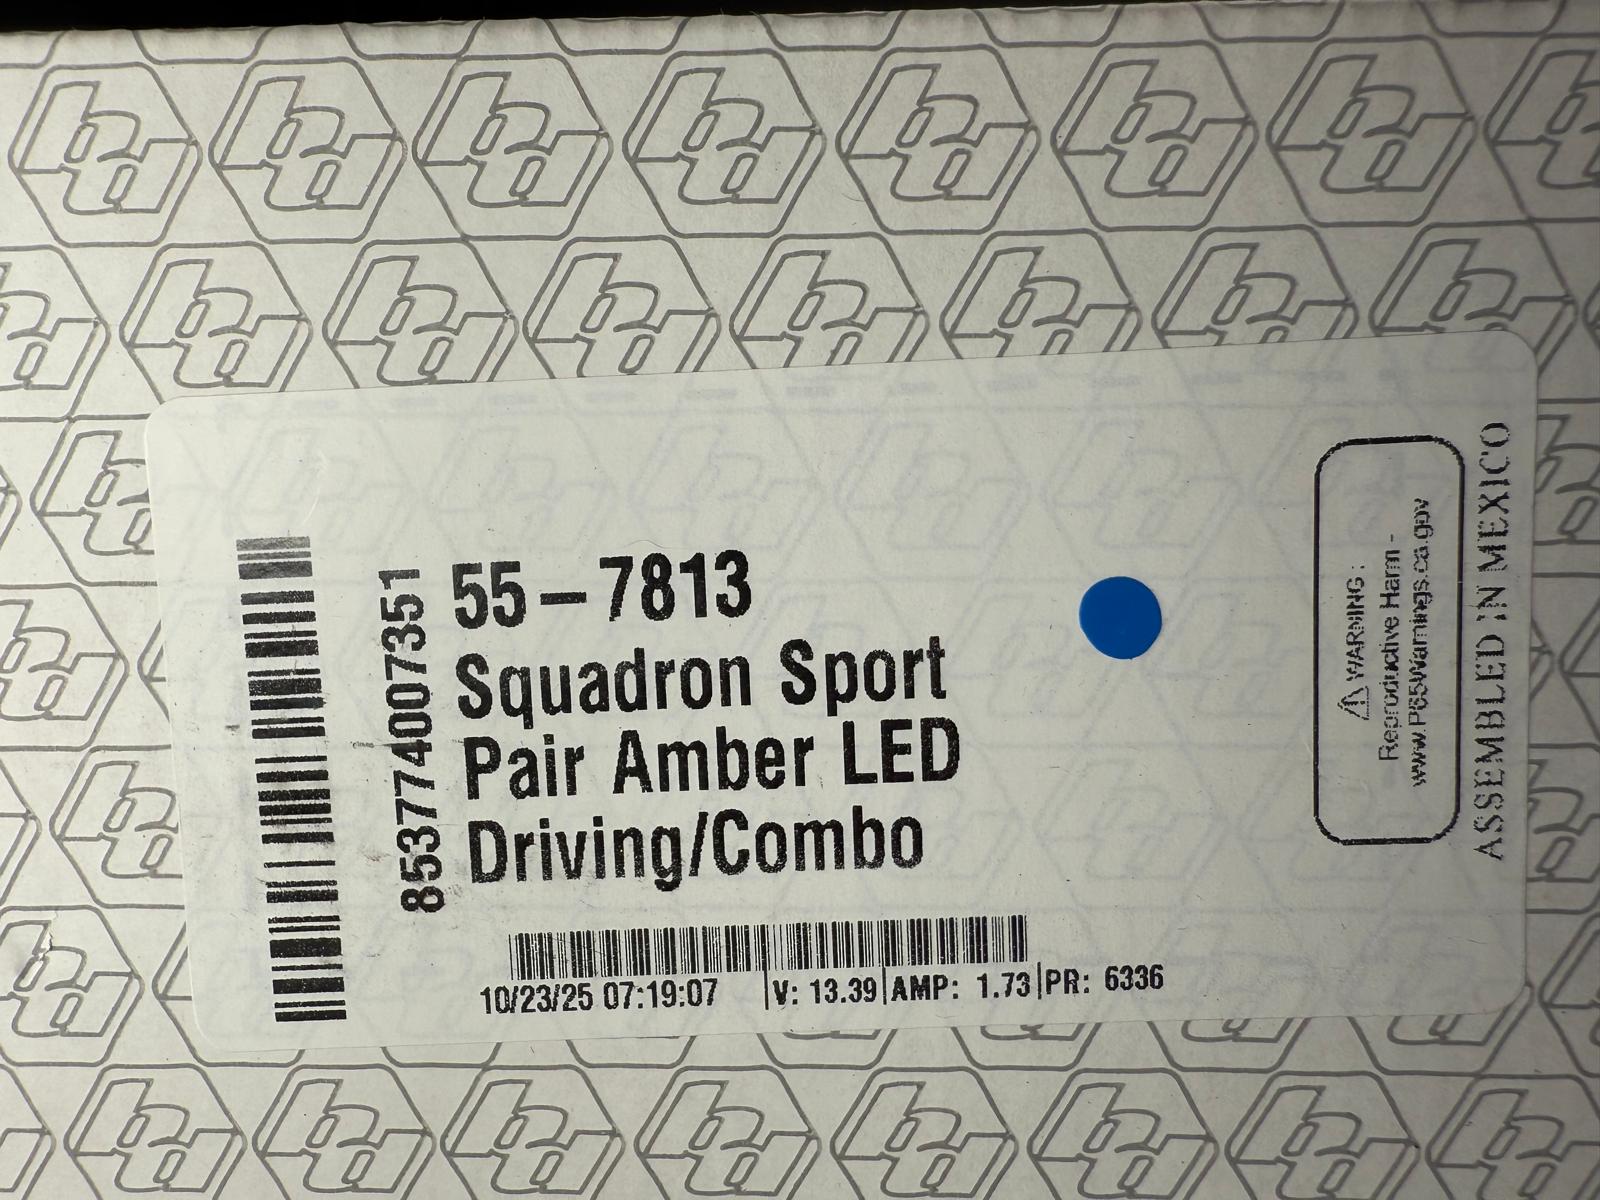 55-7813
Squadron Sport
Pair Amber LED
Driving/Combo
853774007351
10/23/25 07:19:07 |V: 13.39|AMP: 1.73|PR: 6336
⚠WARNING:
Reproductive Harm -
www.P65Warnings.ca.gov
ASSEMBLED IN MEXICO